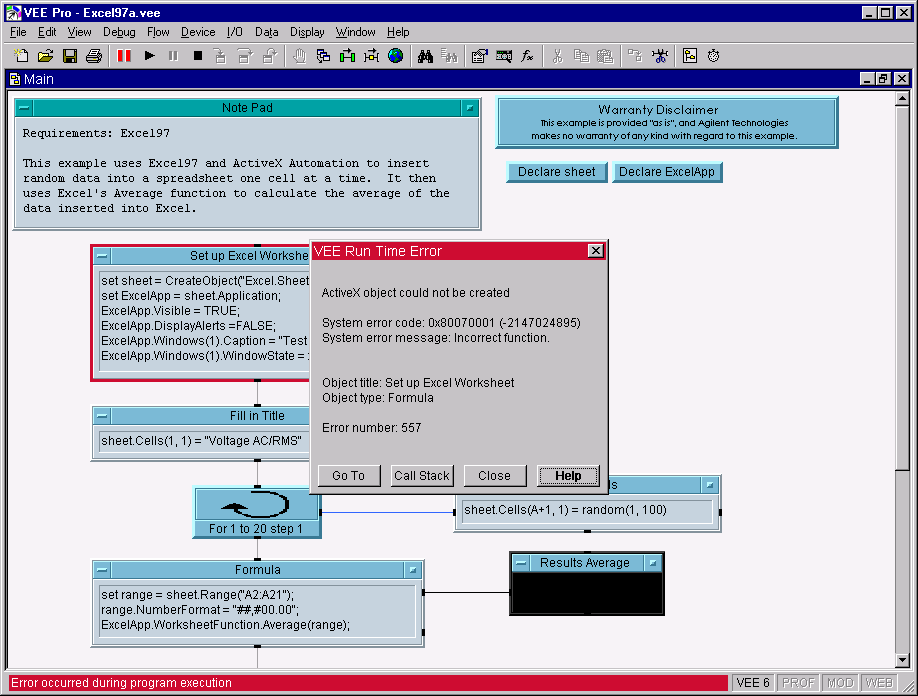 VEE Pro - Excel97a.vee
File Edit View Debug Flow Device I/O Data Display Window Help
Main
Note Pad
Requirements: Excel97
This example uses Excel97 and ActiveX Automation to insert
random data into a spreadsheet one cell at a time. It then
uses Excel's Average function to calculate the average of the
data inserted into Excel.
Warranty Disclaimer
This example is provided "as is", and Agilent Technologies
makes no warranty of any kind with regard to this example.
Declare sheet
Declare ExcelApp
Set up Excel Workshe
set sheet = CreateObject("Excel.Sheet
set ExcelApp = sheet.Application;
ExcelApp.Visible = TRUE;
ExcelApp.DisplayAlerts =FALSE;
ExcelApp.Windows(1).Caption = "Test
ExcelApp.Windows(1).WindowState =
VEE Run Time Error
ActiveX object could not be created
System error code: 0x80070001 (-2147024895)
System error message: Incorrect function.
Object title: Set up Excel Worksheet
Object type: Formula
Error number: 557
Go To
Call Stack
Close
Help
Fill in Title
sheet.Cells(1, 1) = "Voltage AC/RMS"
For 1 to 20 step 1
ls
sheet.Cells(A+1, 1) = random(1, 100)
Formula
set range = sheet.Range("A2:A21");
range.NumberFormat = "##,#00.00";
ExcelApp.WorksheetFunction.Average(range);
Results Average
Error occurred during program execution
VEE 6
PROF
MOD
WEB